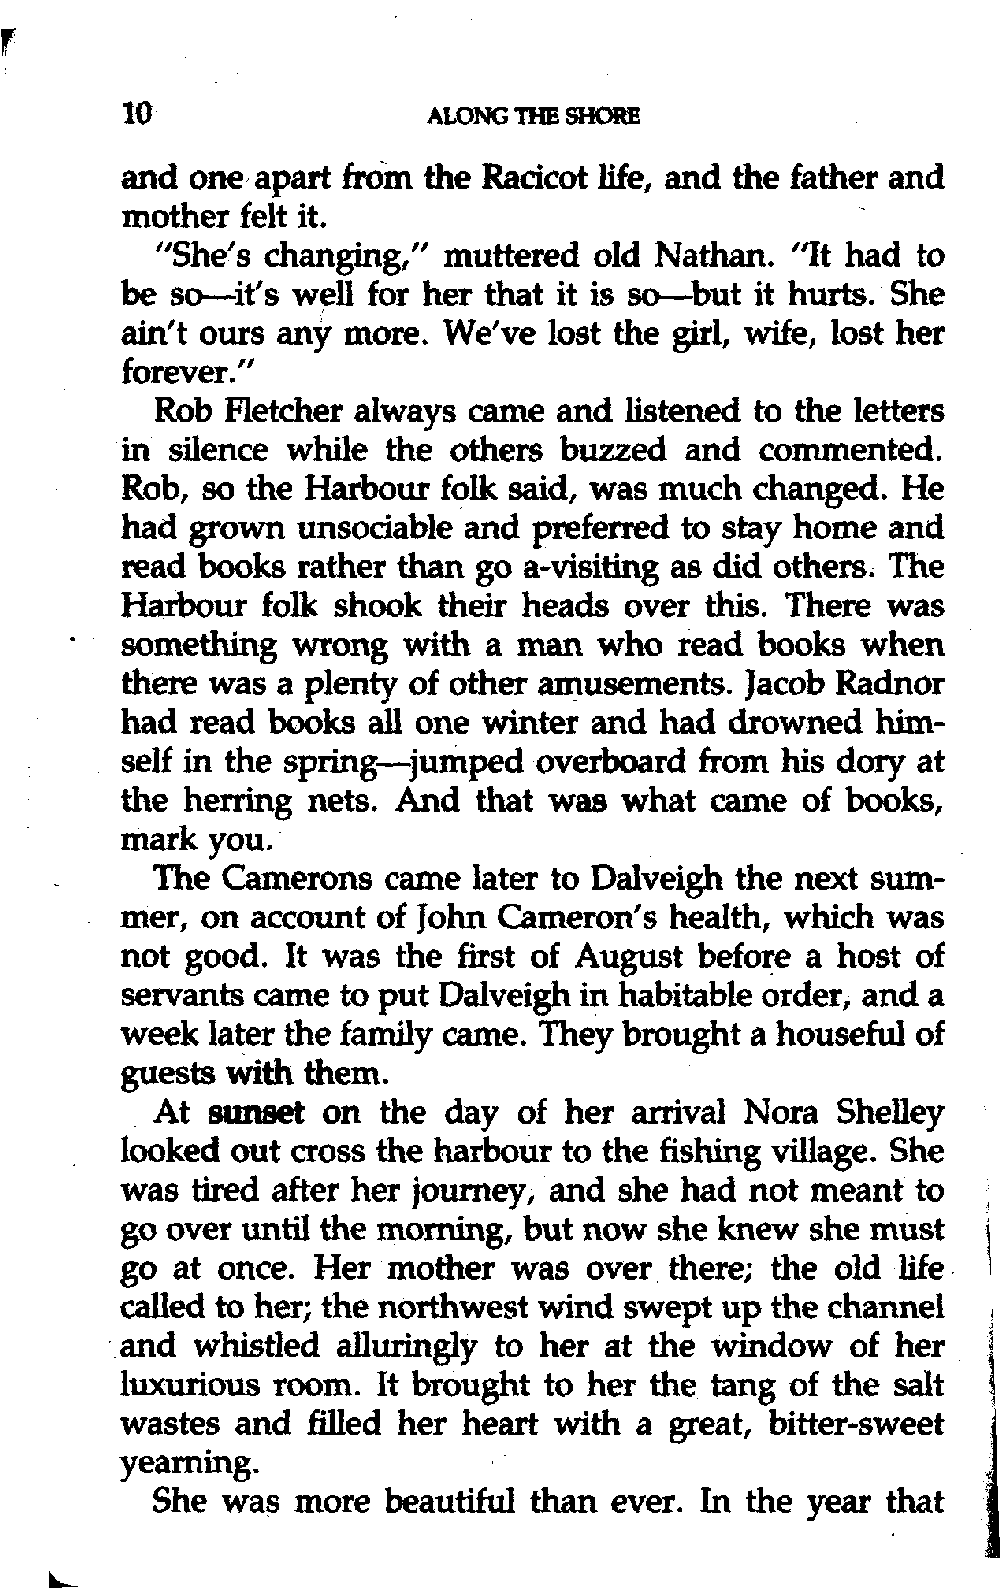 10 ALONG THE SHORE
and one apart from the Racicot life, and the father and
mother felt it.
"She's changing," muttered old Nathan. "It had to
be so—it's well for her that it is so—but it hurts. She
ain't ours any more. We've lost the girl, wife, lost her
forever."
Rob Fletcher always came and listened to the letters
in silence while the others buzzed and commented.
Rob, so the Harbour folk said, was much changed. He
had grown unsociable and preferred to stay home and
read books rather than go a-visiting as did others. The
Harbour folk shook their heads over this. There was
something wrong with a man who read books when
there was a plenty of other amusements. Jacob Radnor
had read books all one winter and had drowned him-
self in the spring—jumped overboard from his dory at
the herring nets. And that was what came of books,
mark you.
The Camerons came later to Dalveigh the next sum-
mer, on account of John Cameron's health, which was
not good. It was the first of August before a host of
servants came to put Dalveigh in habitable order, and a
week later the family came. They brought a houseful of
guests with them.
At sunset on the day of her arrival Nora Shelley
looked out cross the harbour to the fishing village. She
was tired after her journey, and she had not meant to
go over until the morning, but now she knew she must
go at once. Her mother was over there; the old life
called to her; the northwest wind swept up the channel
and whistled alluringly to her at the window of her
luxurious room. It brought to her the tang of the salt
wastes and filled her heart with a great, bitter-sweet
yearning.
She was more beautiful than ever. In the year that